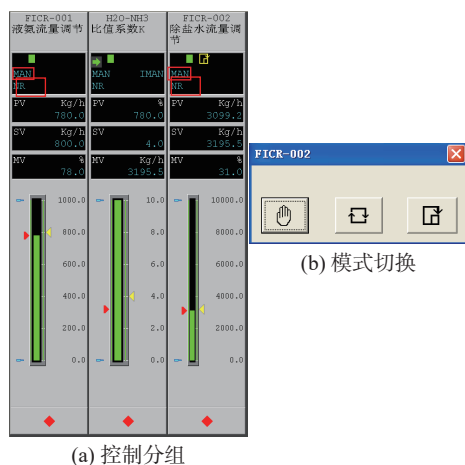 FICR-001
液氨流量调节
MAN
NR
PV Kg/h
780.0
SV Kg/h
800.0
MV %
78.0
1000.0
800.0
600.0
400.0
200.0
0.0
H2O-NH3
比值系数K
MAN IMAN
NR
PV
780.0
SV
4.0
MV Kg/h
3195.5
10.0
8.0
6.0
4.0
2.0
0.0
FICR-002
除盐水流量调
节
MAN
NR
PV Kg/h
3099.2
SV Kg/h
3195.5
MV %
31.0
10000.0
8000.0
6000.0
4000.0
2000.0
0.0
(a) 控制分组
FICR-002
(b) 模式切换